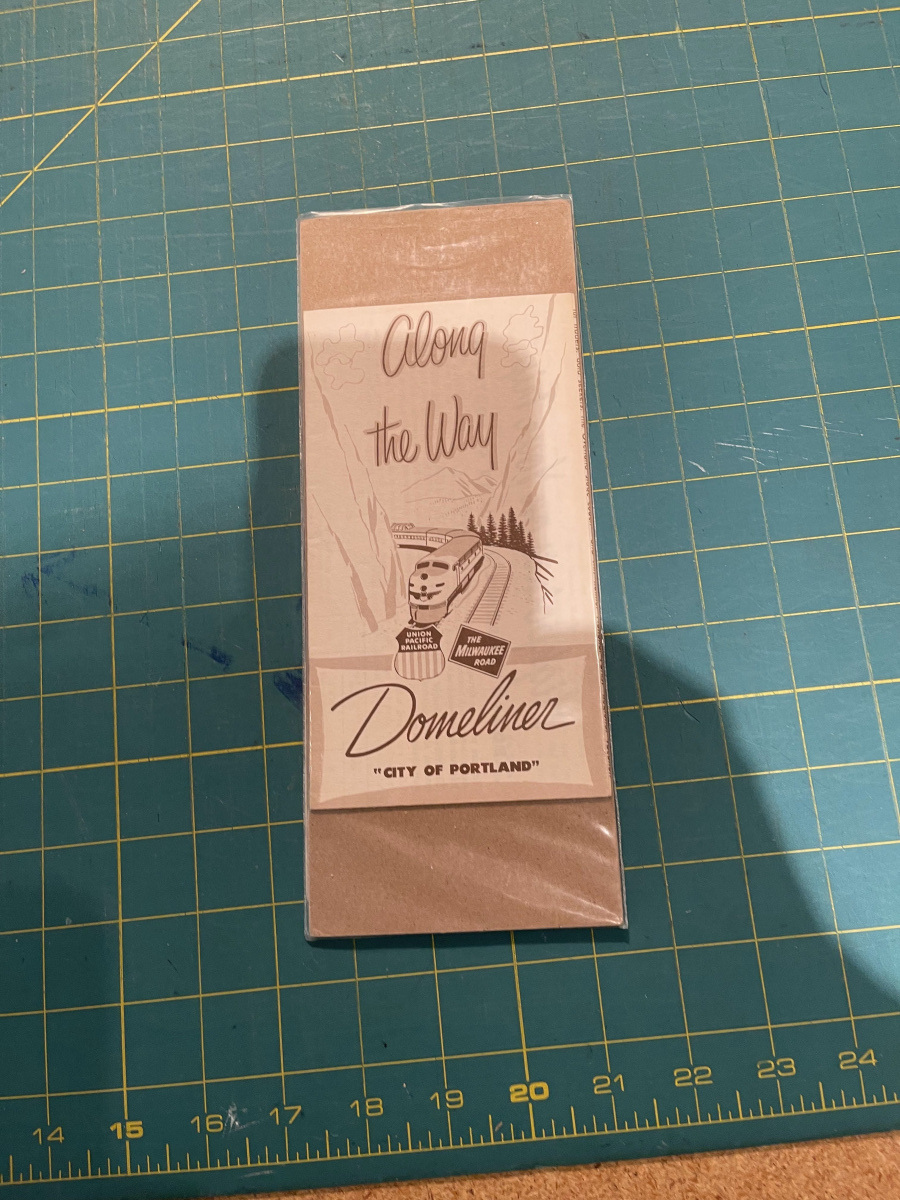 Along
the Way
UNION
PACIFIC
RAILROAD
THE
MILWAUKEE
ROAD
Domeliner
"CITY OF PORTLAND"
14 15 16 17 18 19 20 21 22 23 24